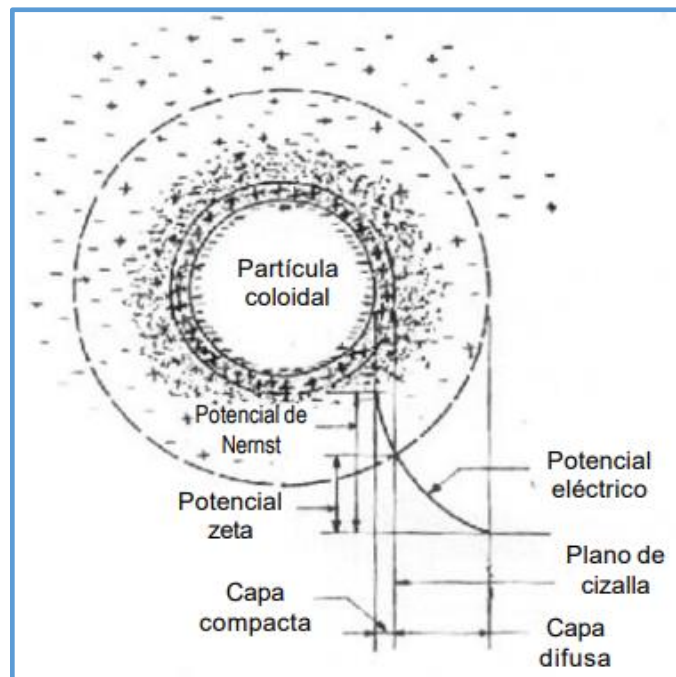 Partícula
coloidal
Potencial de
Nernst
Potencial
zeta
Potencial
eléctrico
Plano de
cizalla
Capa
compacta
Capa
difusa